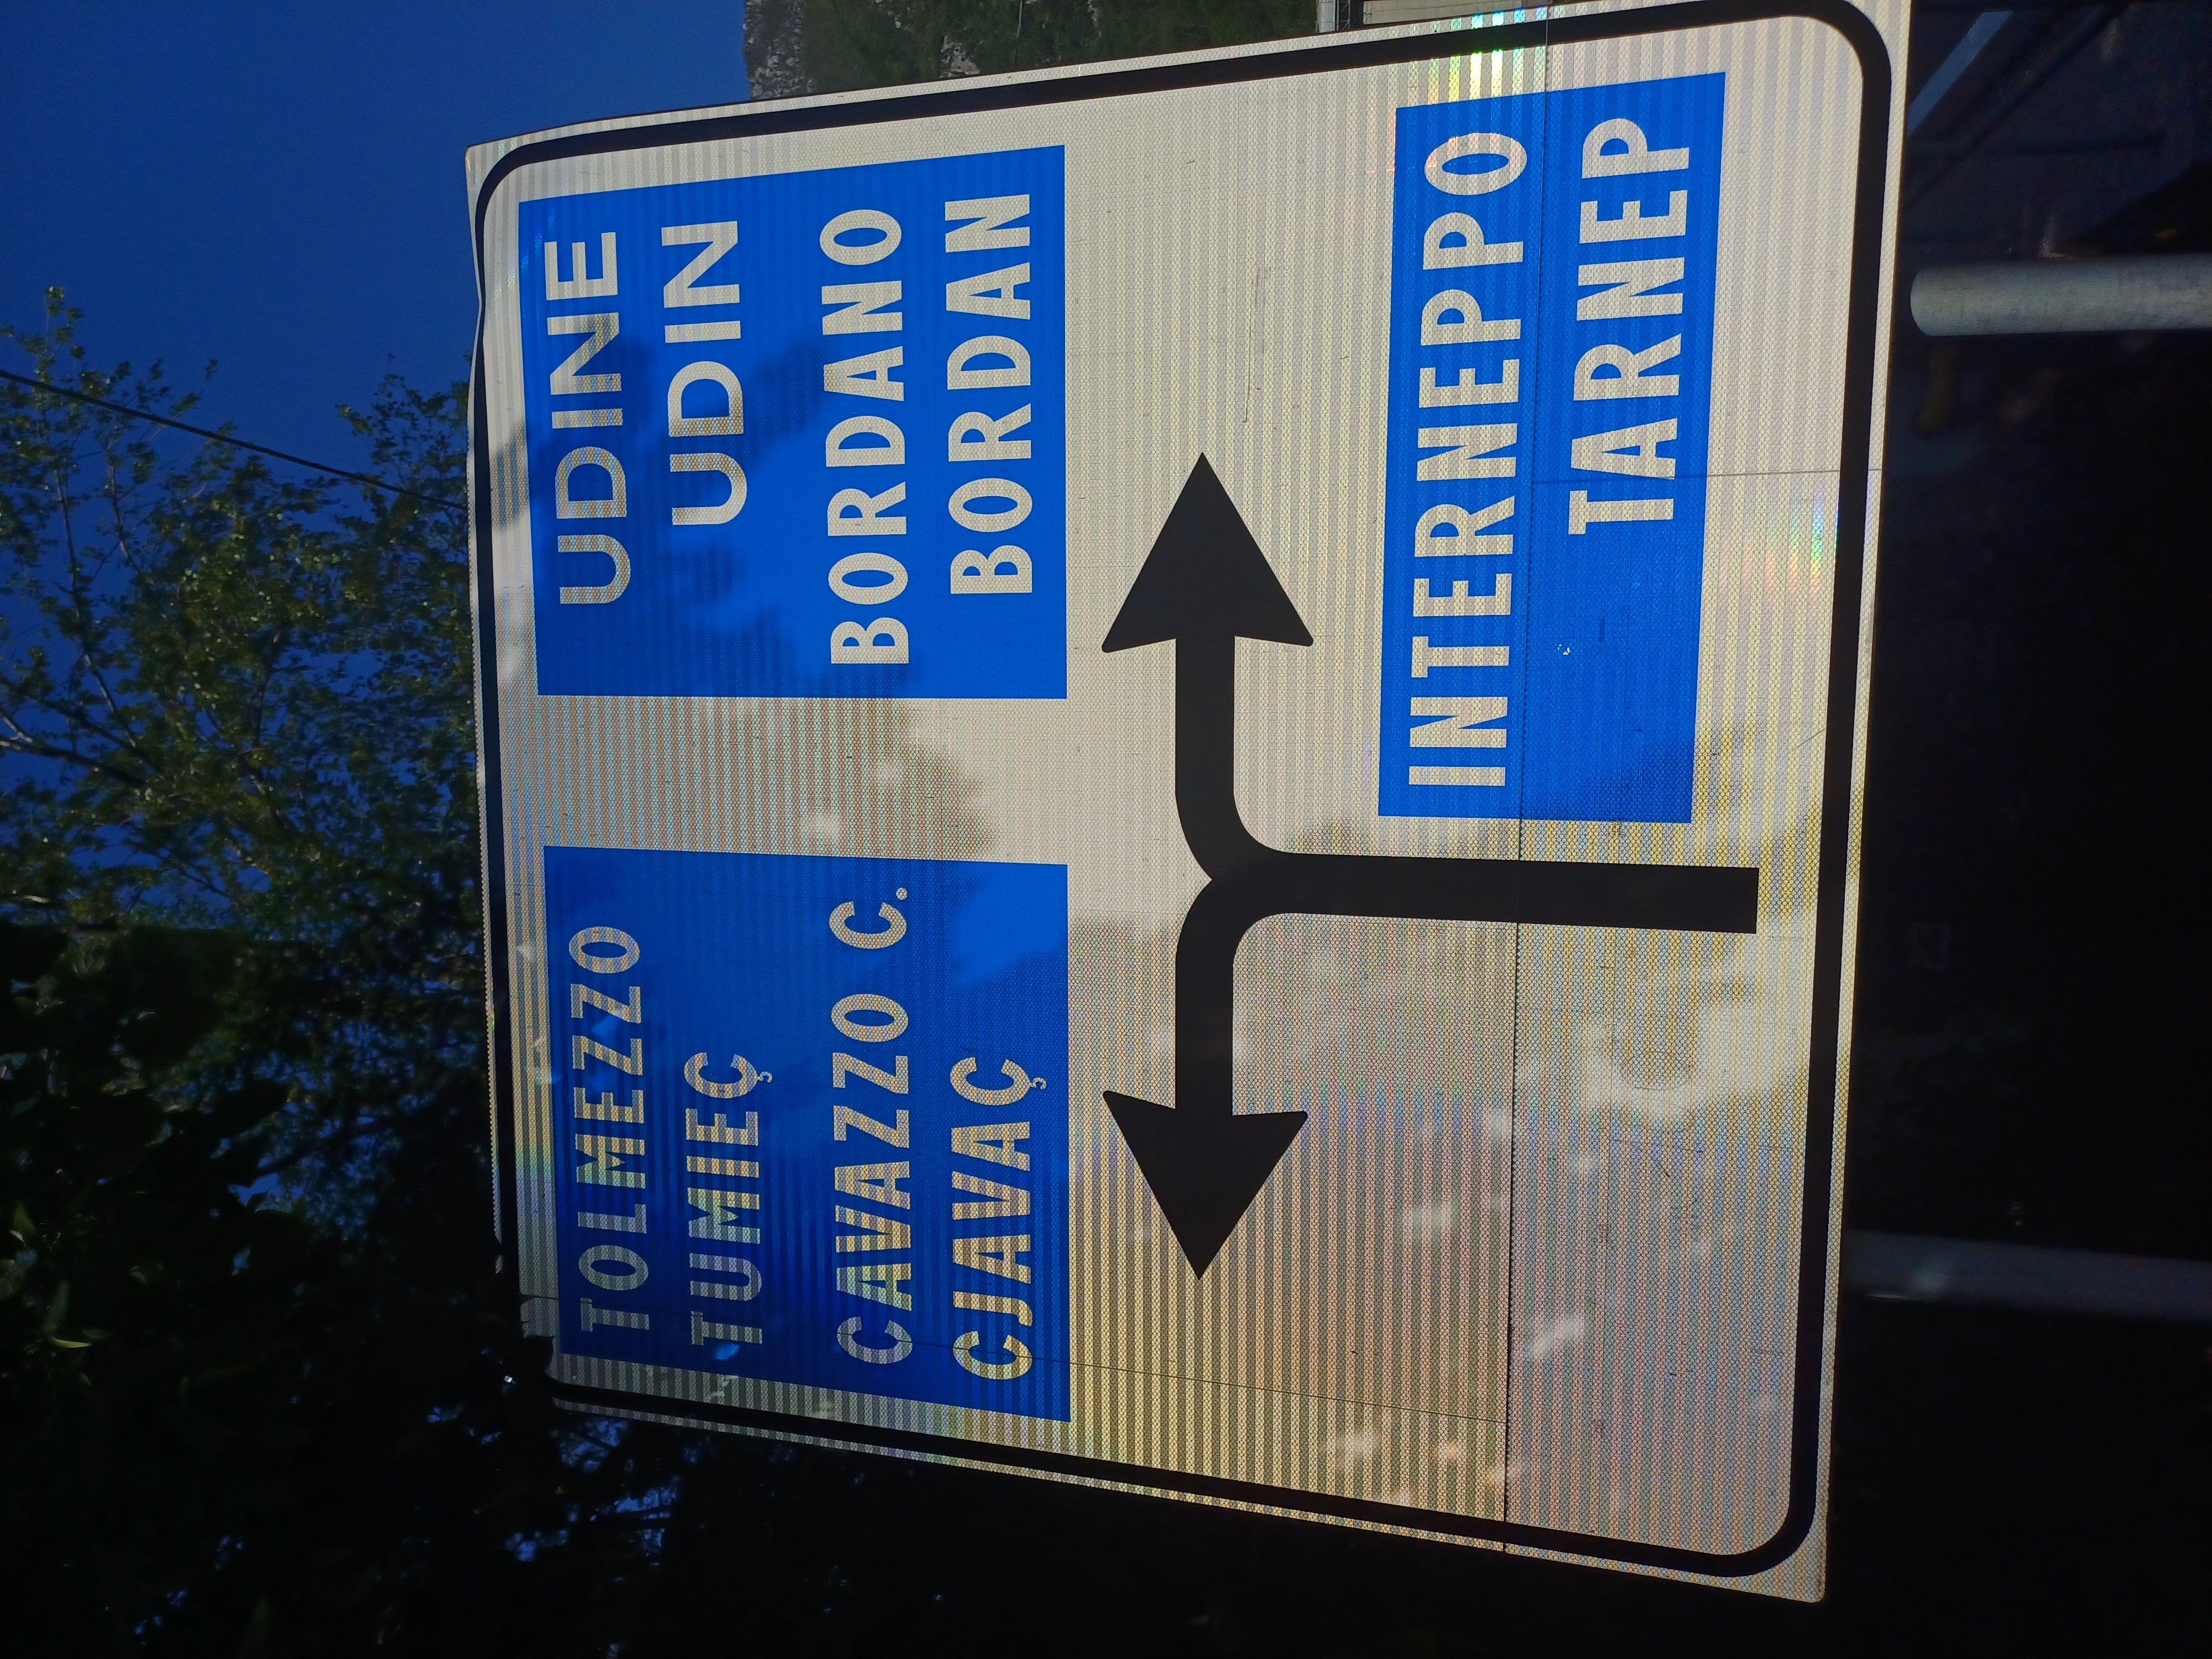 TOLMEZZO
TUMIEÇ
CAVAZZO C.
CJAVAÇ
UDINE
UDIN
BORDANO
BORDAN
INTERNEPPO
TARNEP